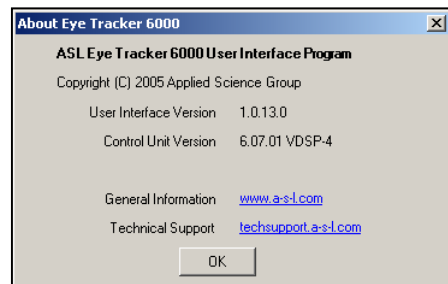 About Eye Tracker 6000
ASL Eye Tracker 6000 User Interface Program
Copyright (C) 2005 Applied Science Group
User Interface Version 1.0.13.0
Control Unit Version 6.07.01 VDSP-4
General Information www.a-s-l.com
Technical Support techsupport.a-s-l.com
OK